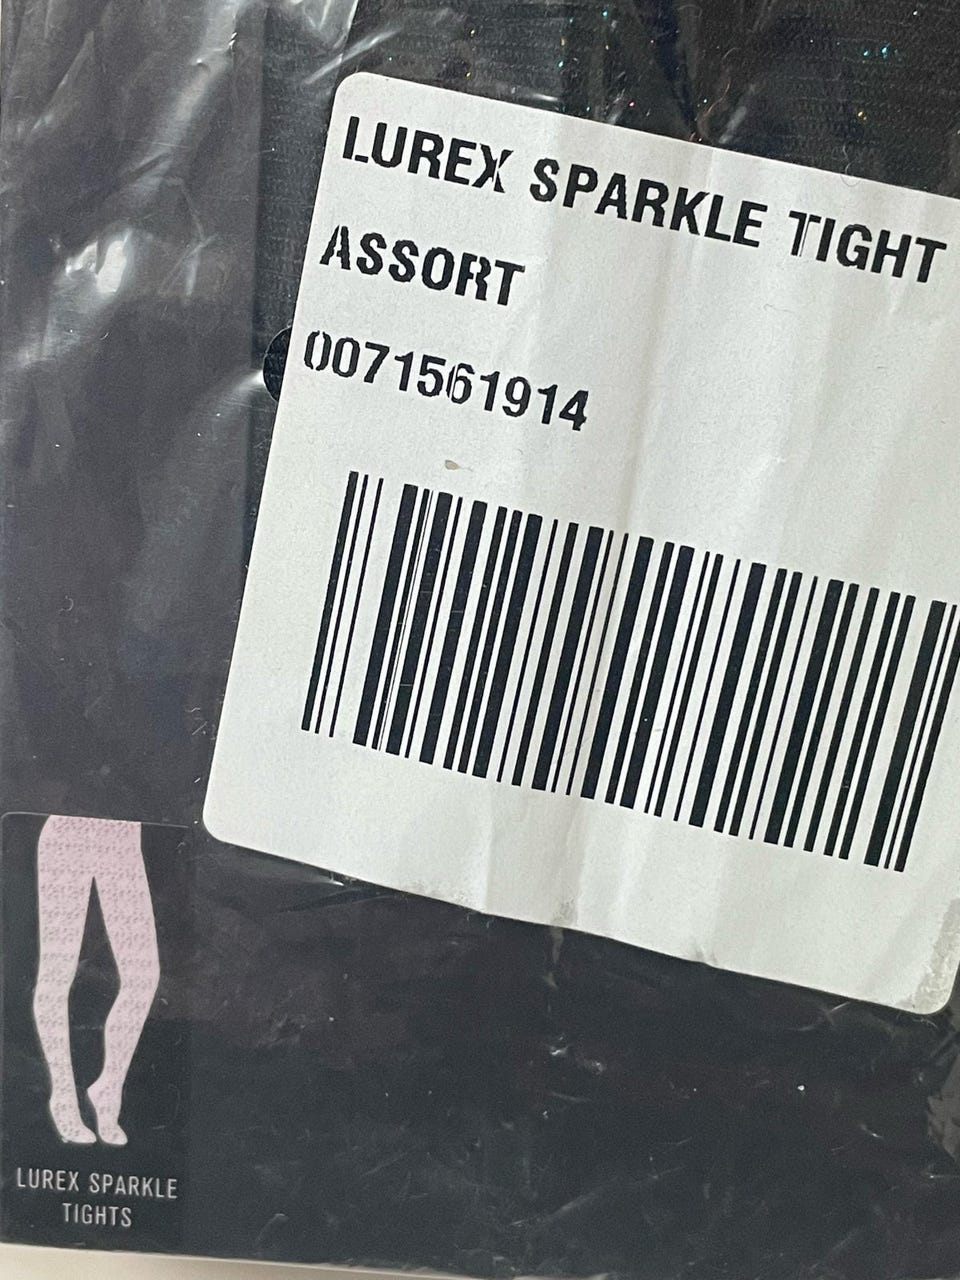 LUREX SPARKLE TIGHT
ASSORT
0071561914
LUREX SPARKLE
TIGHTS